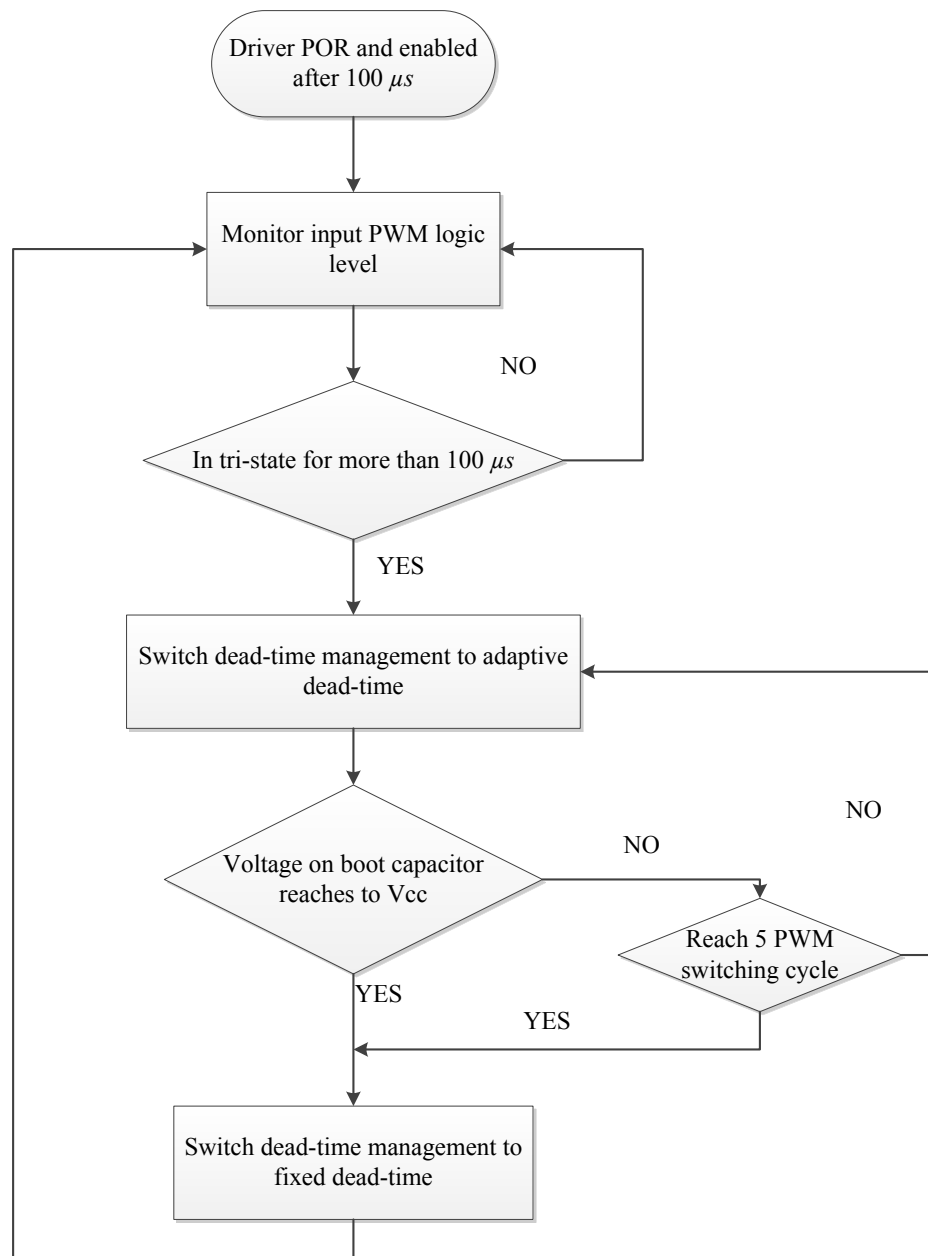 Driver POR and enabled
after 100 µs
Monitor input PWM logic
level
NO
In tri-state for more than 100 µs
YES
Switch dead-time management to adaptive
dead-time
NO
Voltage on boot capacitor
reaches to Vcc
NO
Reach 5 PWM
switching cycle
YES
YES
Switch dead-time management to
fixed dead-time